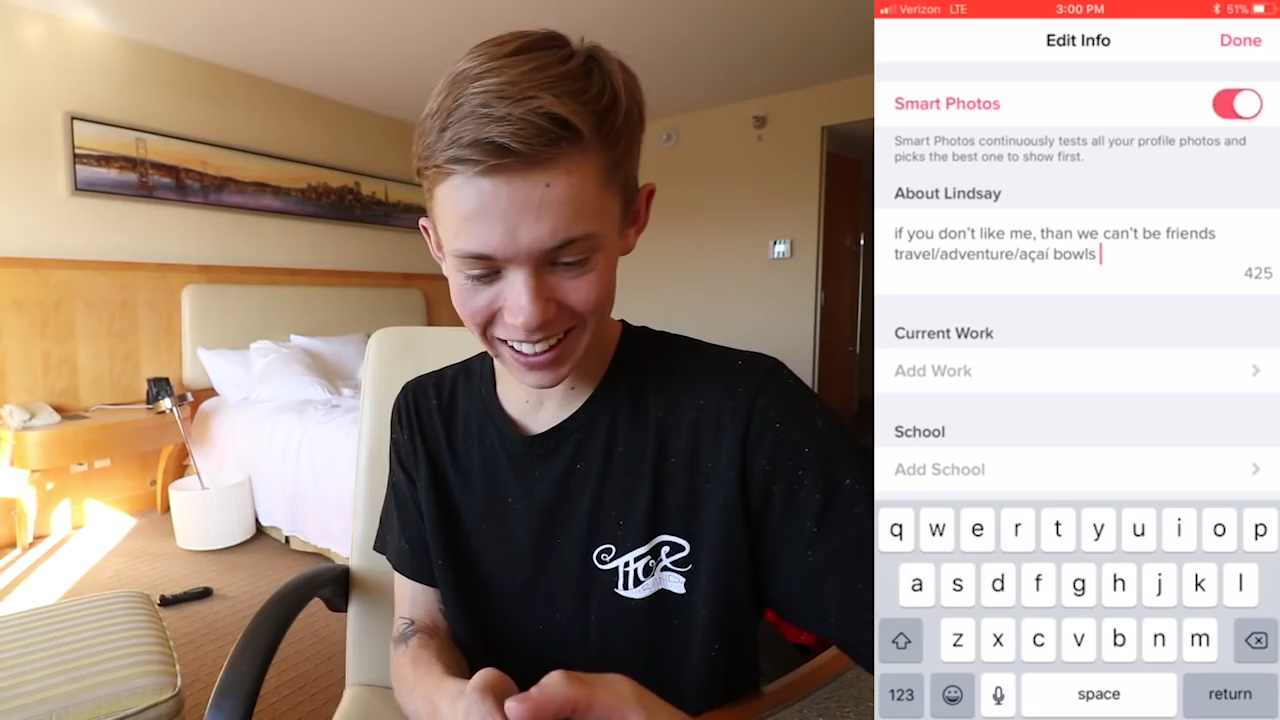 Verizon LTE 3:00 PM 51%
Edit Info Done
Smart Photos
Smart Photos continuously tests all your profile photos and
picks the best one to show first.
About Lindsay
if you don't like me, than we can't be friends
travel/adventure/açaí bowls
425
Current Work
Add Work
School
Add School
q w e r t y u i o p
a s d f g h j k l
z x c v b n m
123 space return